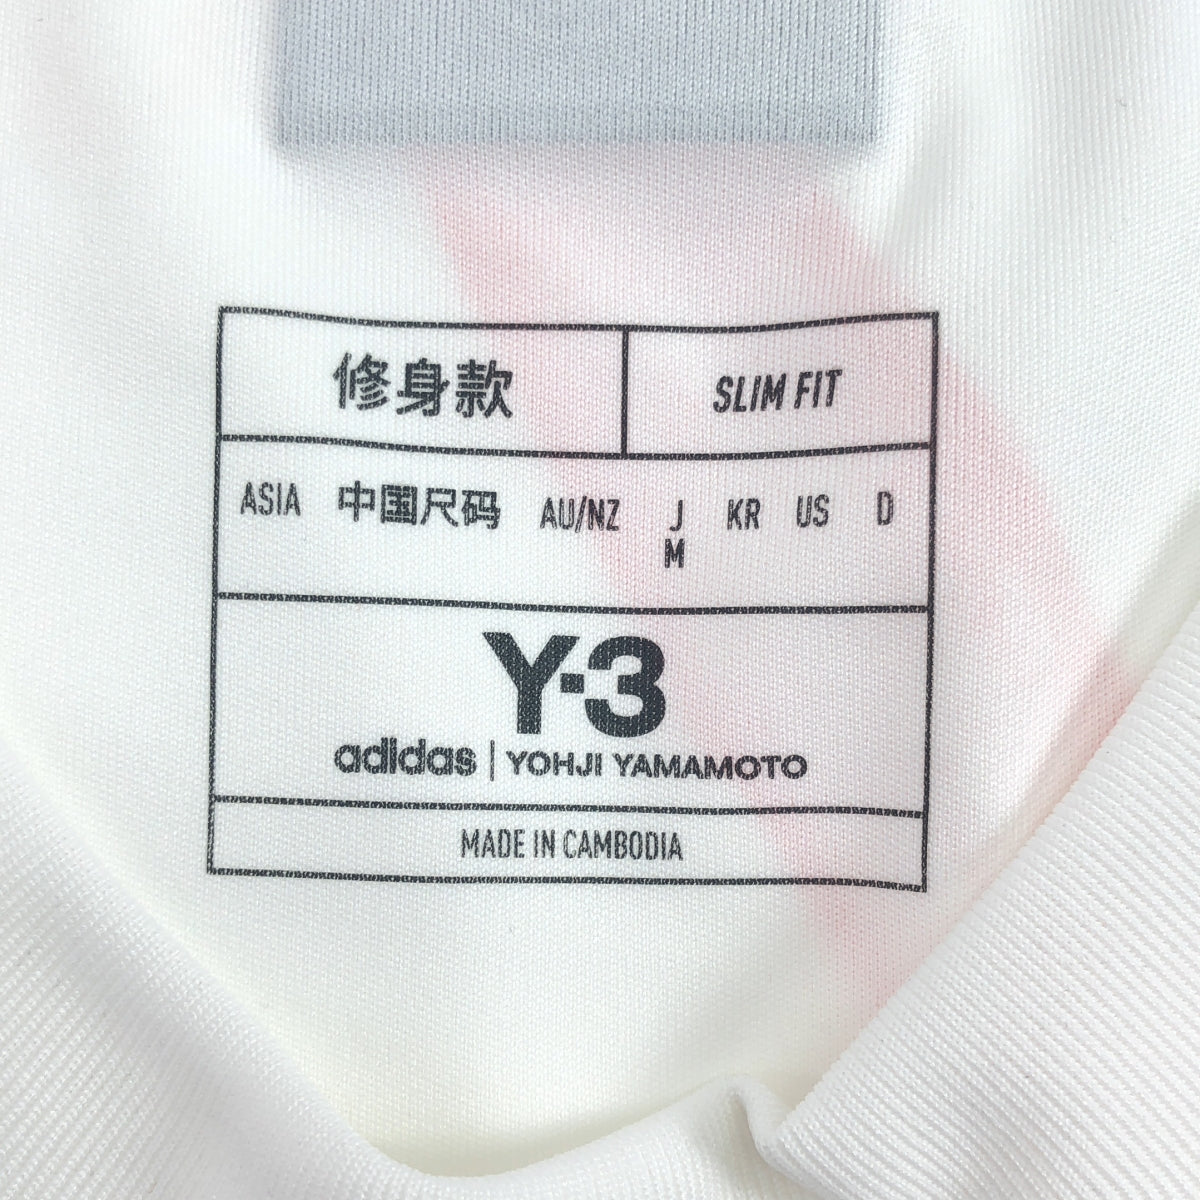 修身款 SLIM FIT
ASIA 中国尺码 AU/NZ J KR US D
M
Y-3
adidas | YOHJI YAMAMOTO
MADE IN CAMBODIA